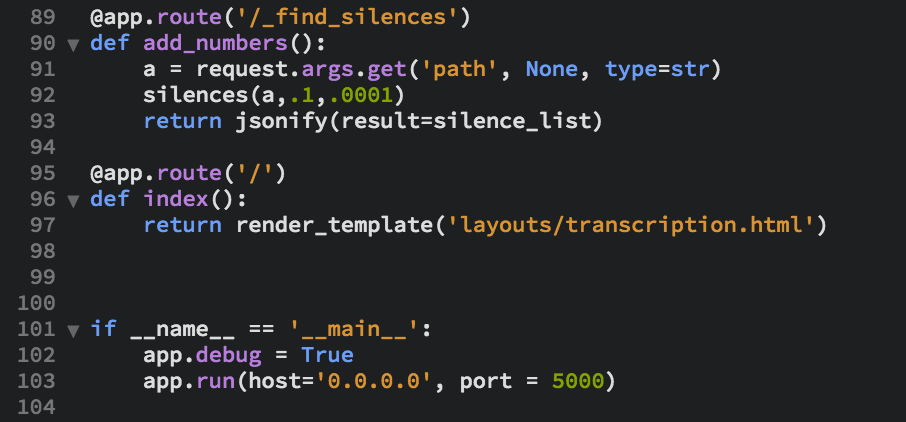 89 @app.route('/_find_silences')
90 ▼ def add_numbers():
91     a = request.args.get('path', None, type=str)
92     silences(a,.1,.0001)
93     return jsonify(result=silence_list)
94
95 @app.route('/')
96 ▼ def index():
97     return render_template('layouts/transcription.html')
98
99
100
101 ▼ if __name__ == '__main__':
102     app.debug = True
103     app.run(host='0.0.0.0', port = 5000)
104